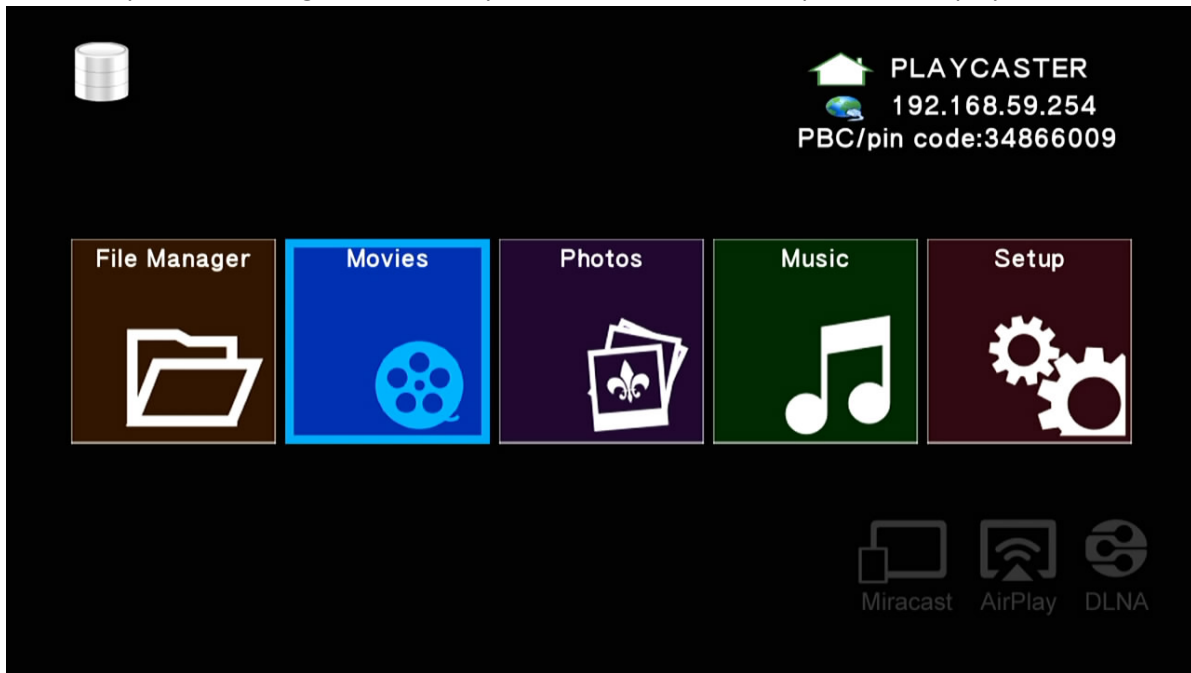 PLAYCASTER
192.168.59.254
PBC/pin code:34866009
File Manager
Movies
Photos
Music
Setup
Miracast
AirPlay
DLNA